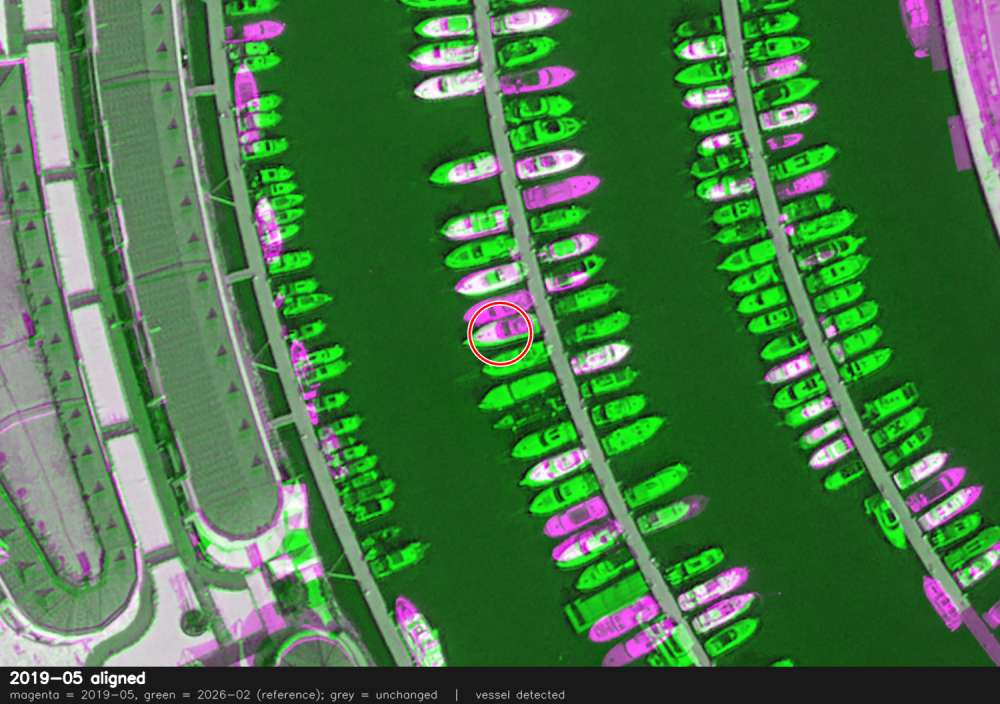 2019-05 aligned
magenta = 2019-05, green = 2026-02 (reference); grey = unchanged | vessel detected